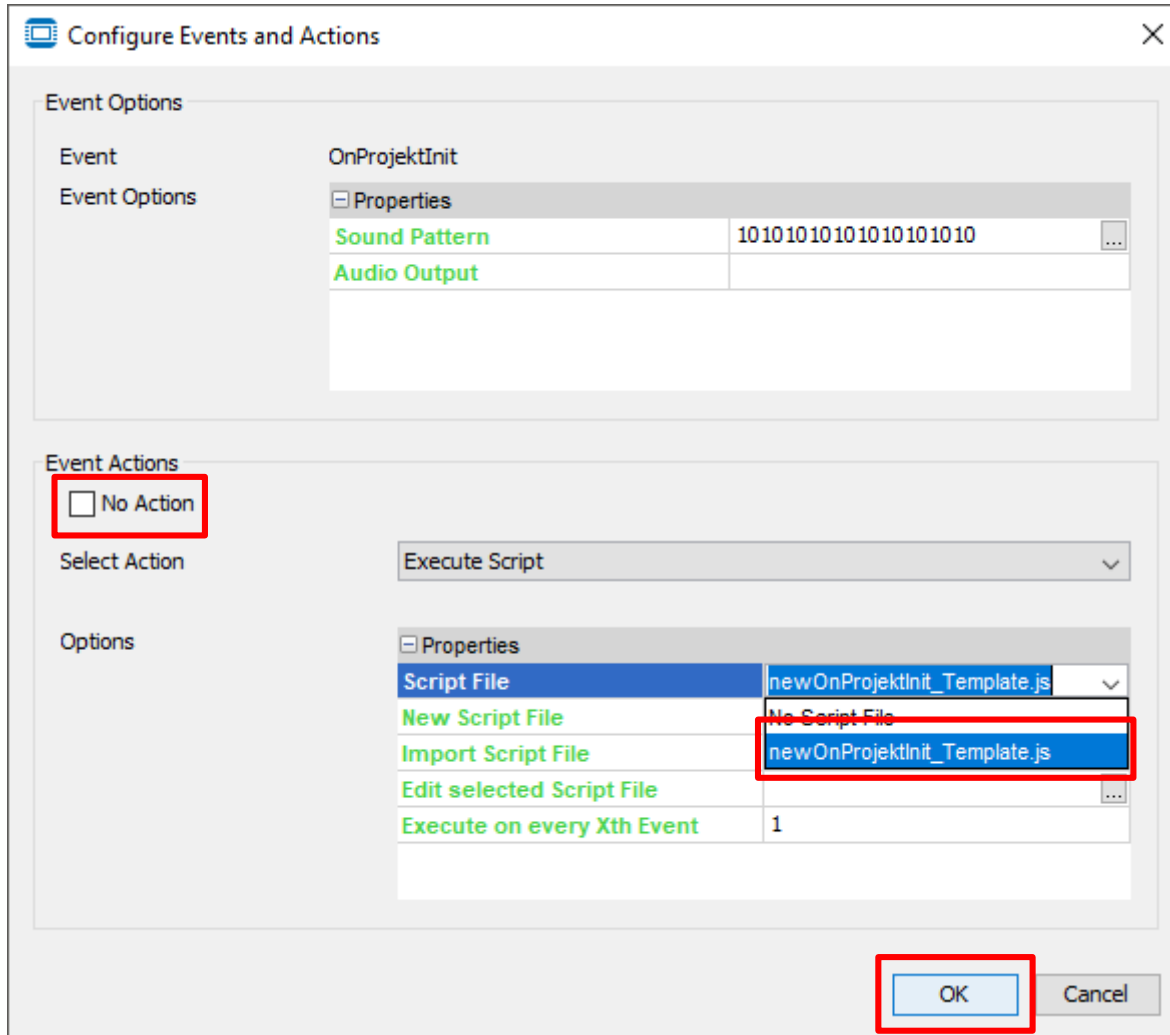 Configure Events and Actions
Event Options
Event OnProjektInit
Event Options
Properties
Sound Pattern 10101010101010101010 ...
Audio Output
Event Actions
No Action
Select Action Execute Script
Options
Properties
Script File newOnProjektInit_Template.js
New Script File No Script File
Import Script File newOnProjektInit_Template.js
Edit selected Script File ...
Execute on every Xth Event 1
OK Cancel